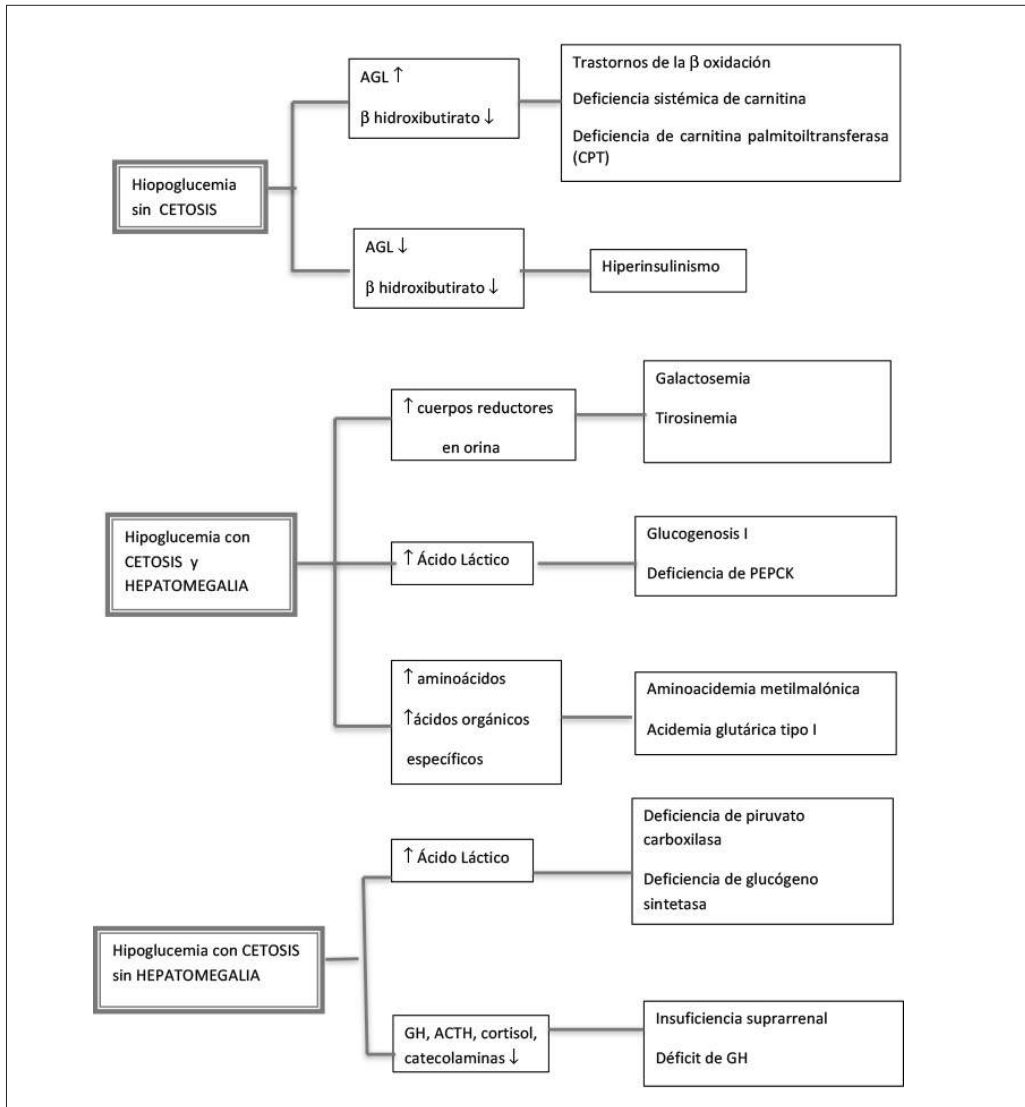 AGL ↑
β hidroxibutirato ↓
Trastornos de la β oxidación
Deficiencia sistémica de carnitina
Deficiencia de carnitina palmitoiltransferasa
(CPT)
Hiopoglucemia
sin CETOSIS
AGL ↓
β hidroxibutirato ↓
Hiperinsulinismo
↑ cuerpos reductores
en orina
Galactosemia
Tirosinemia
Hipoglucemia con
CETOSIS y
HEPATOMEGALIA
↑ Ácido Láctico
Glucogenosis I
Deficiencia de PEPCK
↑ aminoácidos
↑ácidos orgánicos
específicos
Aminoacidemia metilmalónica
Acidemia glutárica tipo I
↑ Ácido Láctico
Deficiencia de piruvato
carboxilasa
Deficiencia de glucógeno
sintetasa
Hipoglucemia con CETOSIS
sin HEPATOMEGALIA
GH, ACTH, cortisol,
catecolaminas ↓
Insuficiencia suprarrenal
Déficit de GH